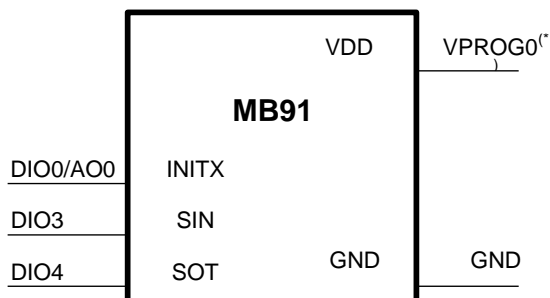 VDD VPROG0(*)
MB91
DIO0/AO0 INITX
DIO3 SIN
DIO4 SOT GND GND